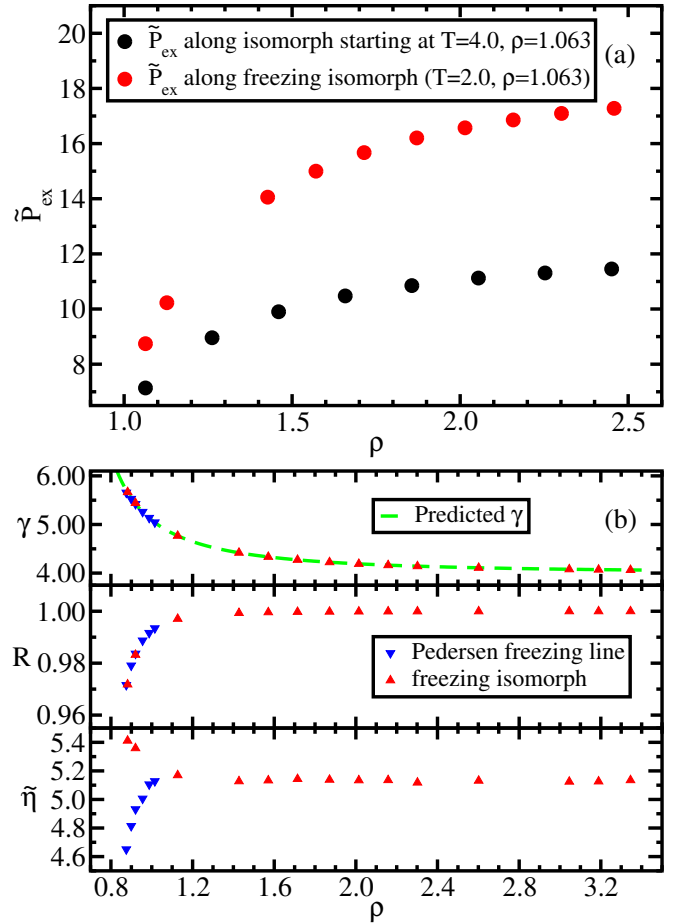 20
18
16
14
12
10
8
P̃ex
P̃ex along isomorph starting at T=4.0, ρ=1.063
P̃ex along freezing isomorph (T=2.0, ρ=1.063)
(a)
1.0 1.5 2.0 2.5
ρ
6.00
5.00
4.00
γ
Predicted γ
(b)
1.00
0.98
0.96
R
Pedersen freezing line
freezing isomorph
5.4
5.2
5.0
4.8
4.6
η̃
0.8 1.2 1.6 2.0 2.4 2.8 3.2
ρ